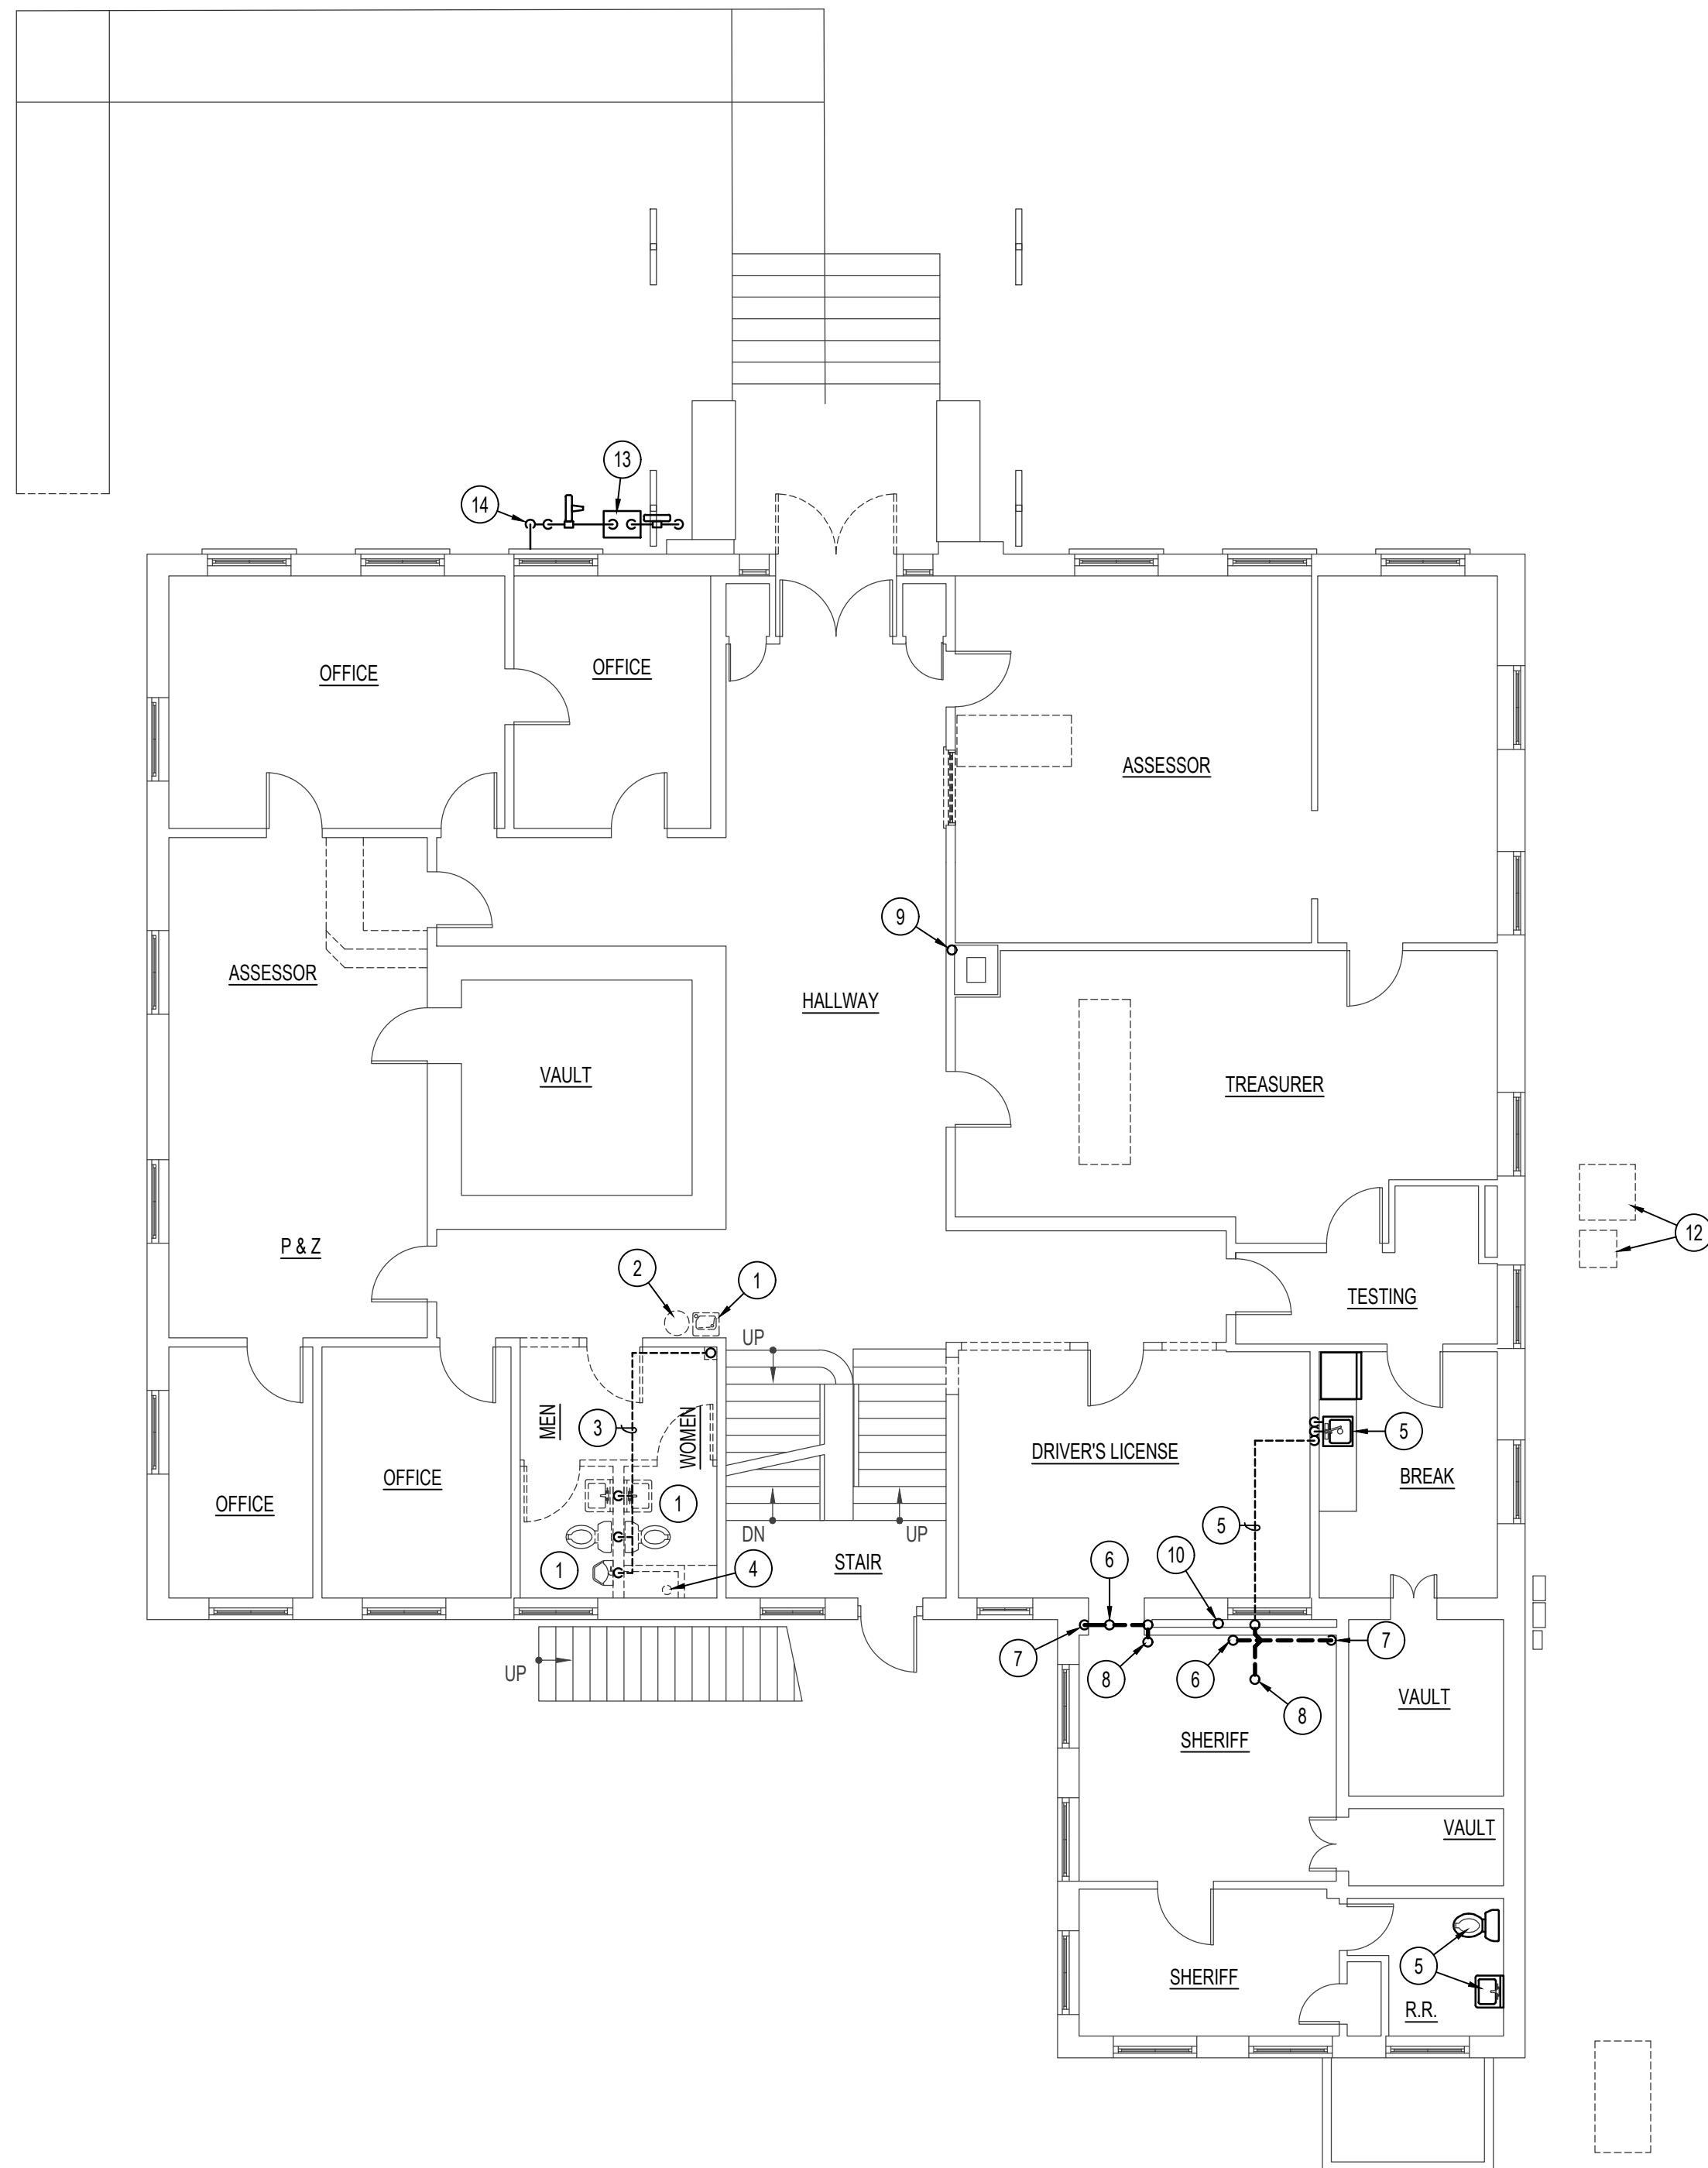 13
14
OFFICE
OFFICE
ASSESSOR
9
ASSESSOR
HALLWAY
VAULT
TREASURER
P & Z
12
2
1
TESTING
UP
MEN
3
WOMEN
5
DRIVER'S LICENSE
BREAK
OFFICE
OFFICE
1
5
DN
UP
STAIR
6
10
1
4
7
8
6
7
UP
8
VAULT
SHERIFF
VAULT
5
SHERIFF
R.R.